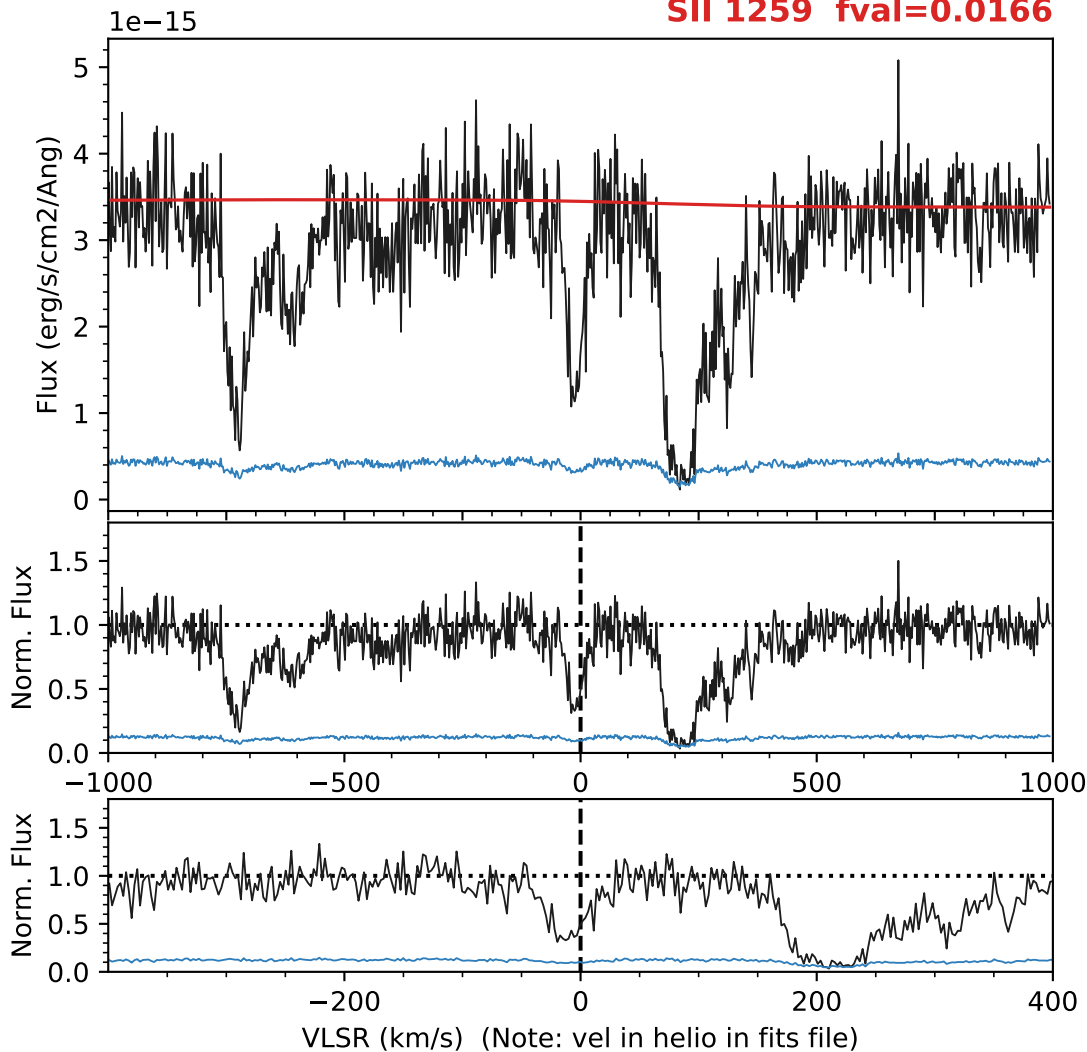 SII 1259 fval=0.0166
1e−15
5
4
3
2
1
0
Flux (erg/s/cm2/Ang)
1.5
1.0
0.5
0.0
Norm. Flux
−1000 −500 0 500 1000
1.5
1.0
0.5
0.0
Norm. Flux
−200 0 200 400
VLSR (km/s) (Note: vel in helio in fits file)